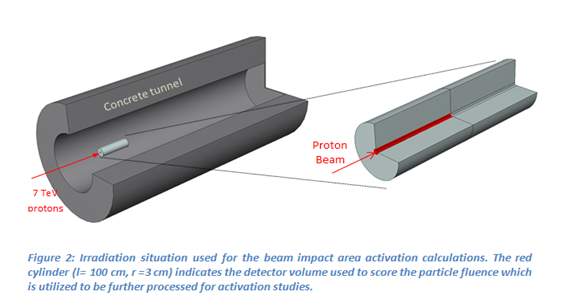 Concrete tunnel
Proton
Beam
7 TeV
protons
Figure 2: Irradiation situation used for the beam impact area activation calculations. The red
cylinder (l= 100 cm, r =3 cm) indicates the detector volume used to score the particle fluence which
is utilized to be further processed for activation studies.